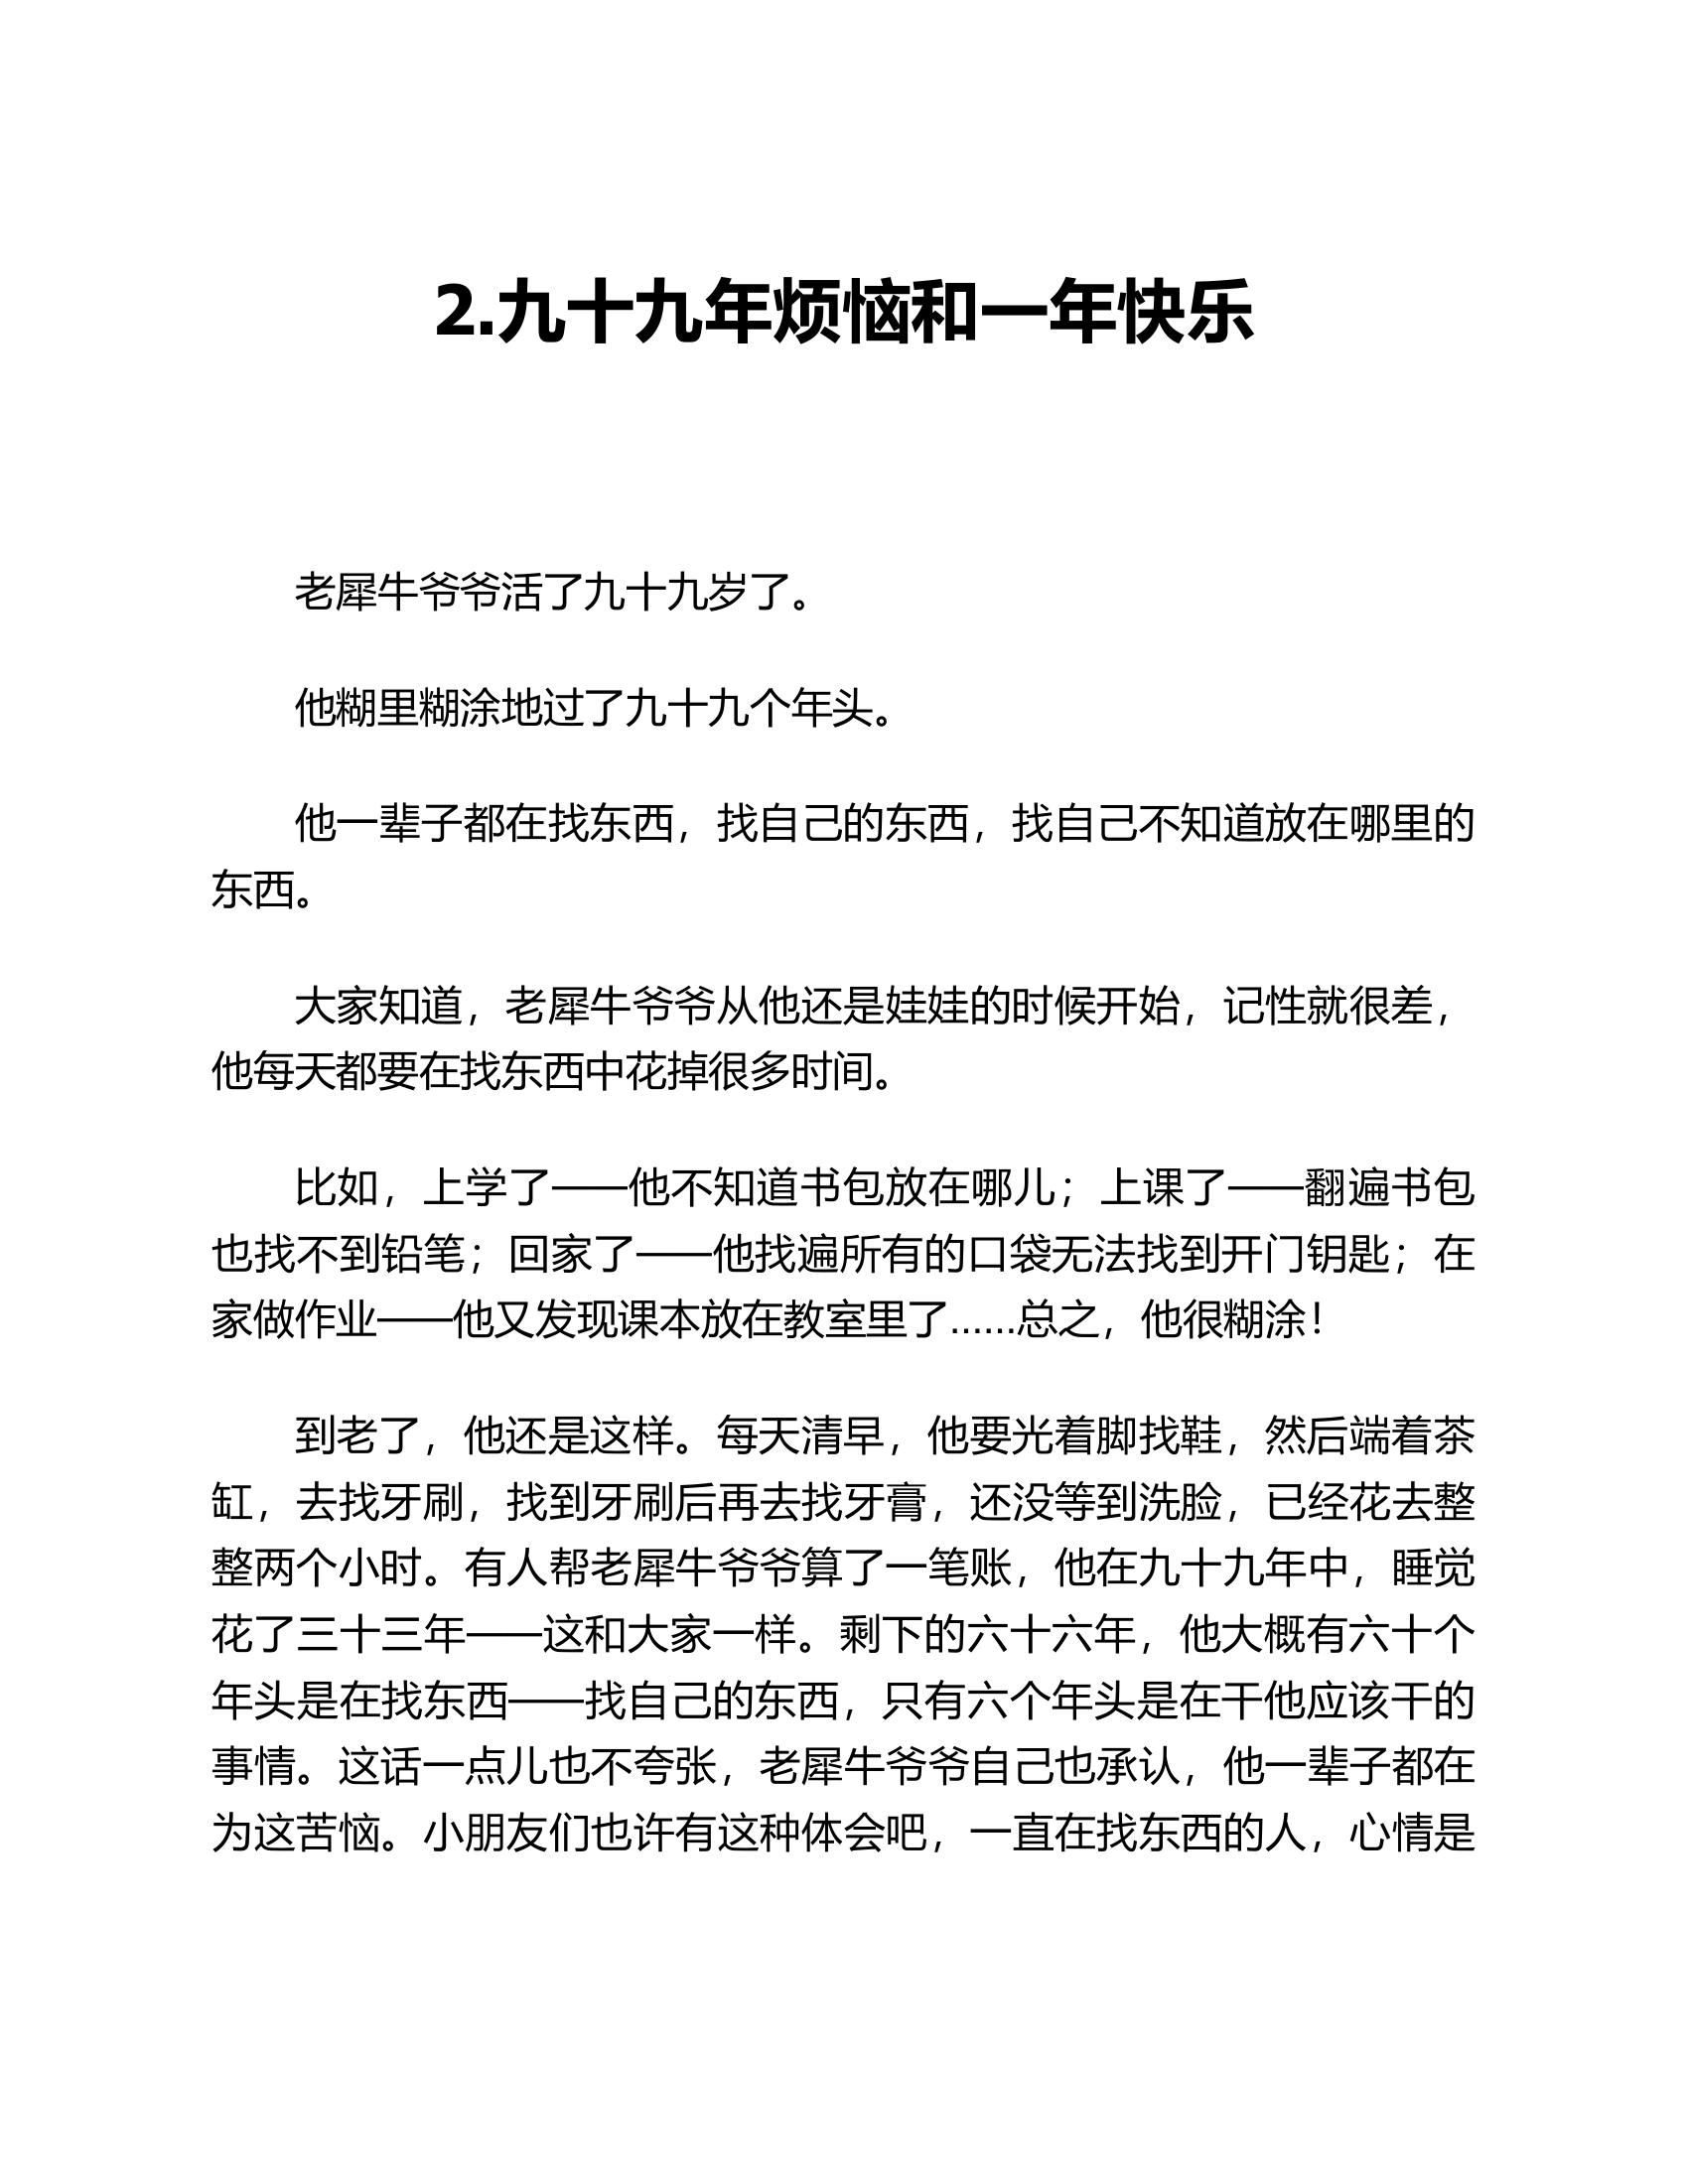 2.九十九年烦恼和一年快乐
老犀牛爷爷活了九十九岁了。
他糊里糊涂地过了九十九个年头。
他一辈子都在找东西，找自己的东西，找自己不知道放在哪里的
东西。
大家知道，老犀牛爷爷从他还是娃娃的时候开始，记性就很差，
他每天都要在找东西中花掉很多时间。
比如，上学了——他不知道书包放在哪儿；上课了——翻遍书包
也找不到铅笔；回家了——他找遍所有的口袋无法找到开门钥匙；在
家做作业——他又发现课本放在教室里了……总之，他很糊涂！
到老了，他还是这样。每天清早，他要光着脚找鞋，然后端着茶
缸，去找牙刷，找到牙刷后再去找牙膏，还没等到洗脸，已经花去整
整两个小时。有人帮老犀牛爷爷算了一笔账，他在九十九年中，睡觉
花了三十三年——这和大家一样。剩下的六十六年，他大概有六十个
年头是在找东西——找自己的东西，只有六个年头是在干他应该干的
事情。这话一点儿也不夸张，老犀牛爷爷自己也承认，他一辈子都在
为这苦恼。小朋友们也许有这种体会吧，一直在找东西的人，心情是